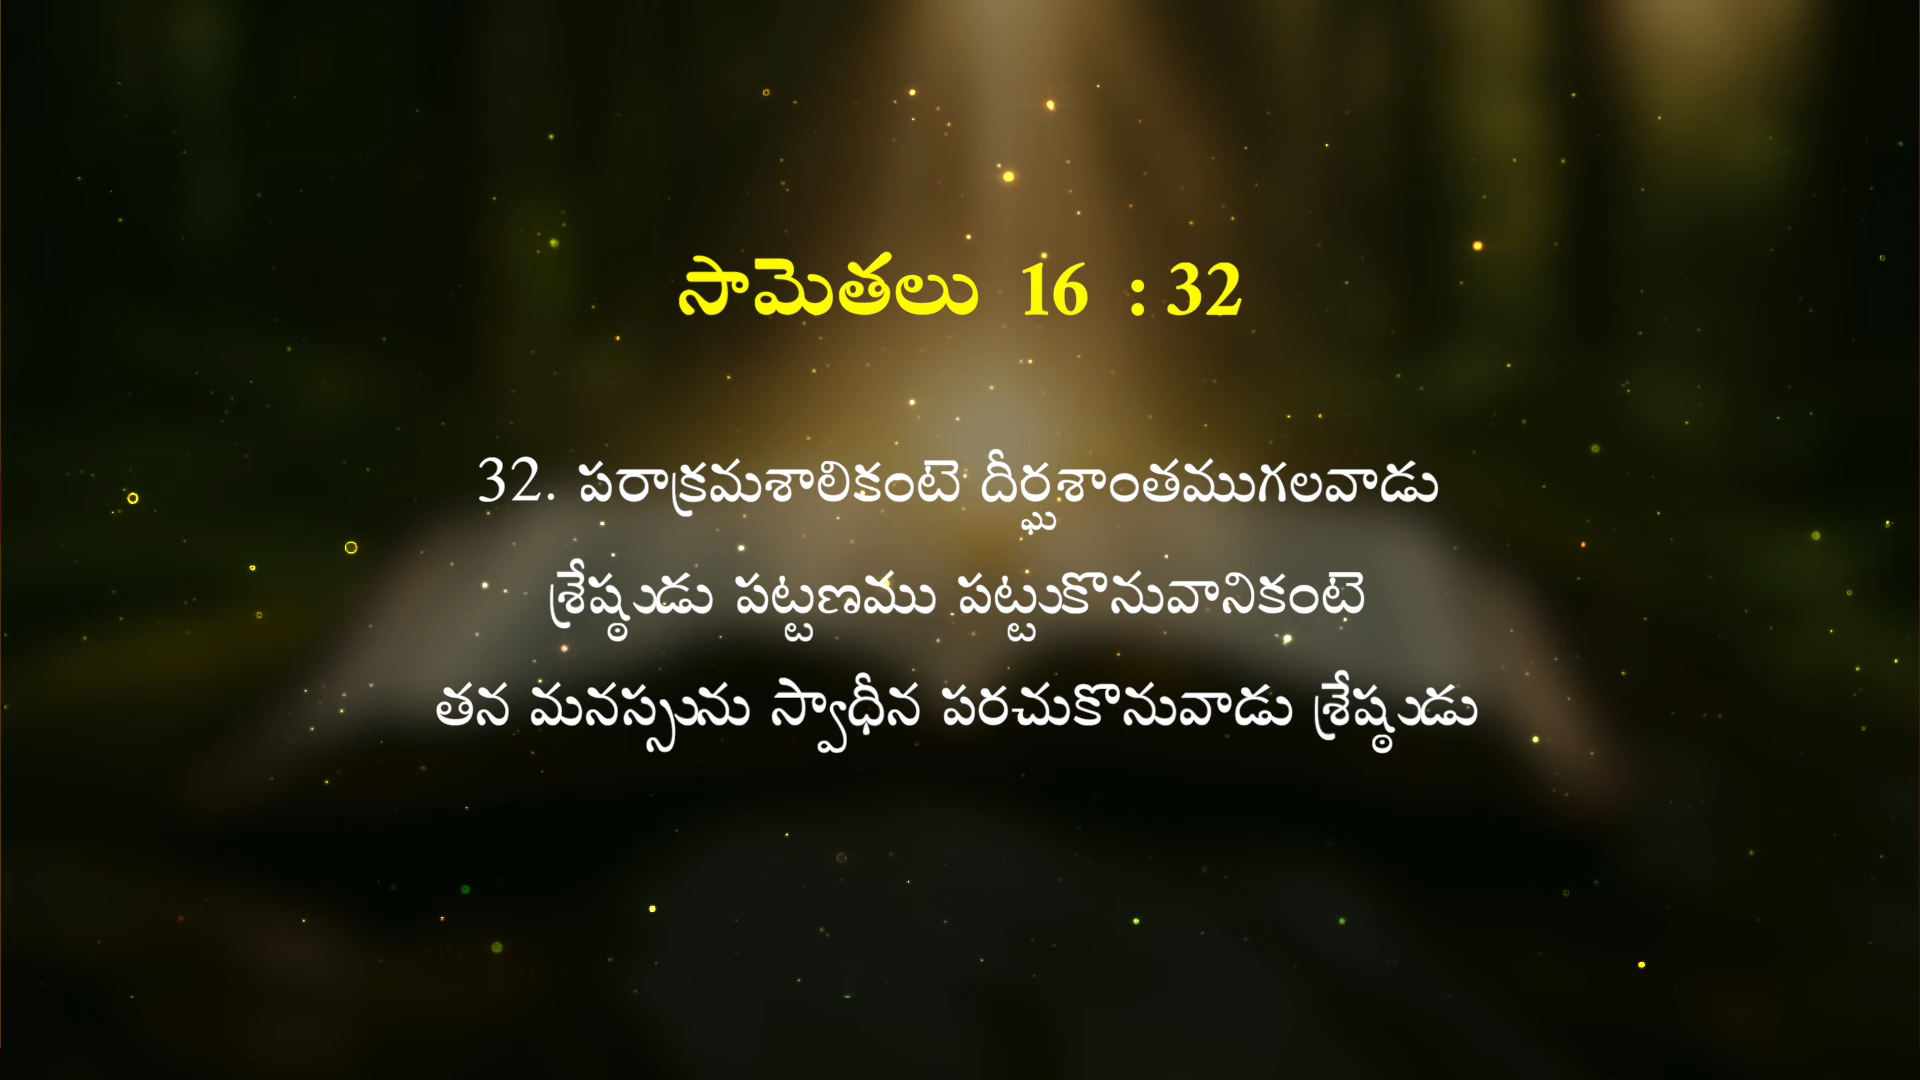 సామెతలు 16 : 32
32. పరాక్రమశాలికంటె దీర్ఘశాంతముగలవాడు
శ్రేష్ఠుడు పట్టణము పట్టుకొనువానికంటె
తన మనస్సును స్వాధీన పరచుకొనువాడు శ్రేష్ఠుడు